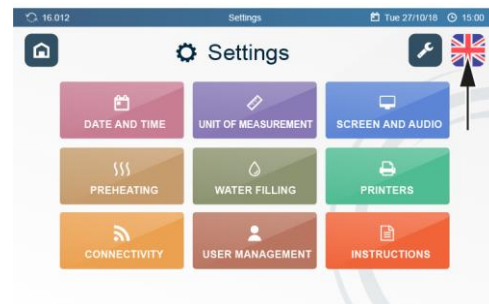 16.012 Settings Tue 27/10/18 15:00
Settings
DATE AND TIME UNIT OF MEASUREMENT SCREEN AND AUDIO
PREHEATING WATER FILLING PRINTERS
CONNECTIVITY USER MANAGEMENT INSTRUCTIONS